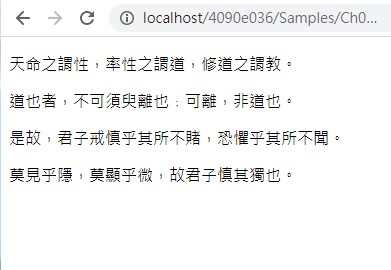 localhost/4090e036/Samples/Ch0...
天命之謂性，率性之謂道，修道之謂教。
道也者，不可須臾離也﹔可離，非道也。
是故，君子戒慎乎其所不賭，恐懼乎其所不聞。
莫見乎隱，莫顯乎微，故君子慎其獨也。